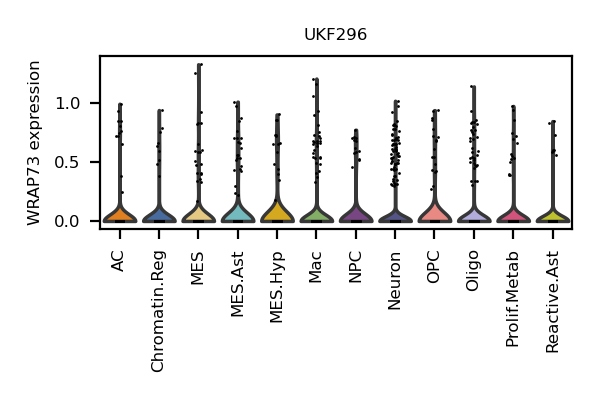 UKF296
WRAP73 expression
1.0
0.5
0.0
AC
Chromatin.Reg
MES
MES.Ast
MES.Hyp
Mac
NPC
Neuron
OPC
Oligo
Prolif.Metab
Reactive.Ast